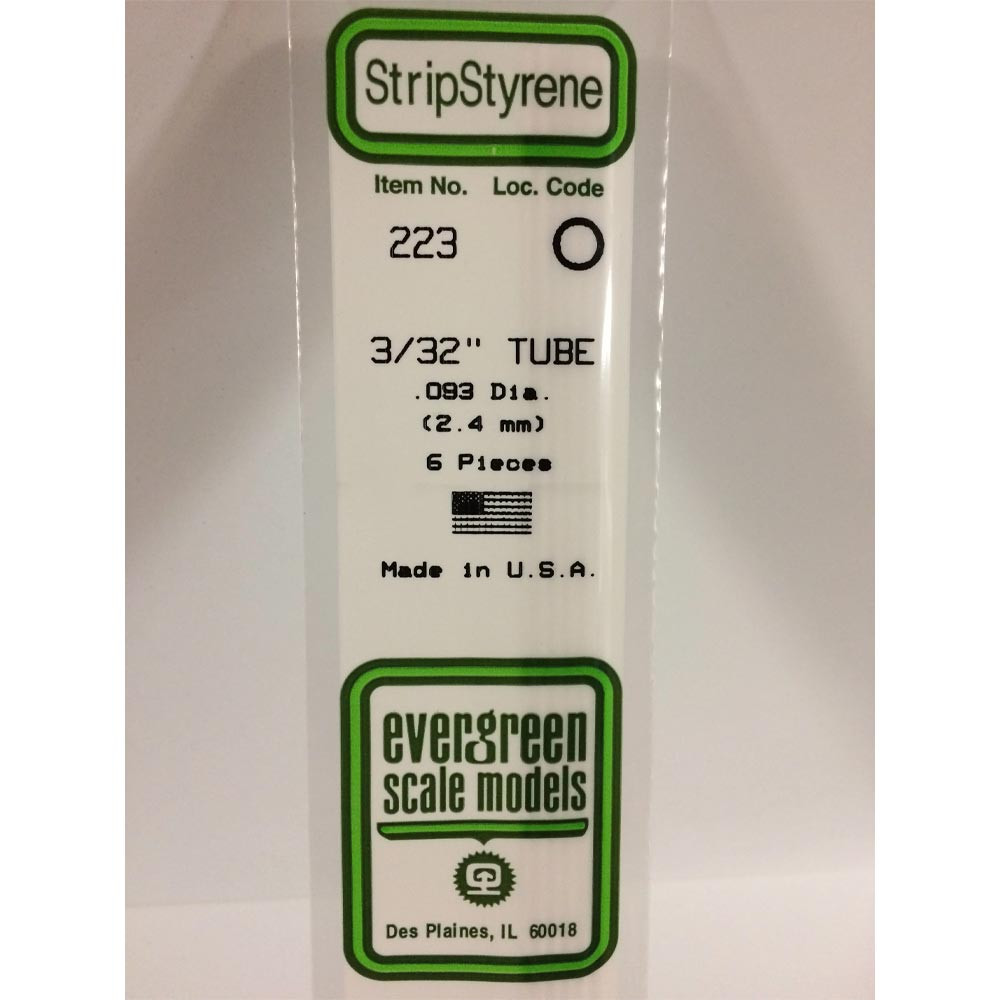 StripStyrene
Item No. Loc. Code
223 O
3/32" TUBE
.093 Dia.
(2.4 mm)
6 Pieces
Made in U.S.A.
evergreen
scale models
Des Plaines, IL 60018